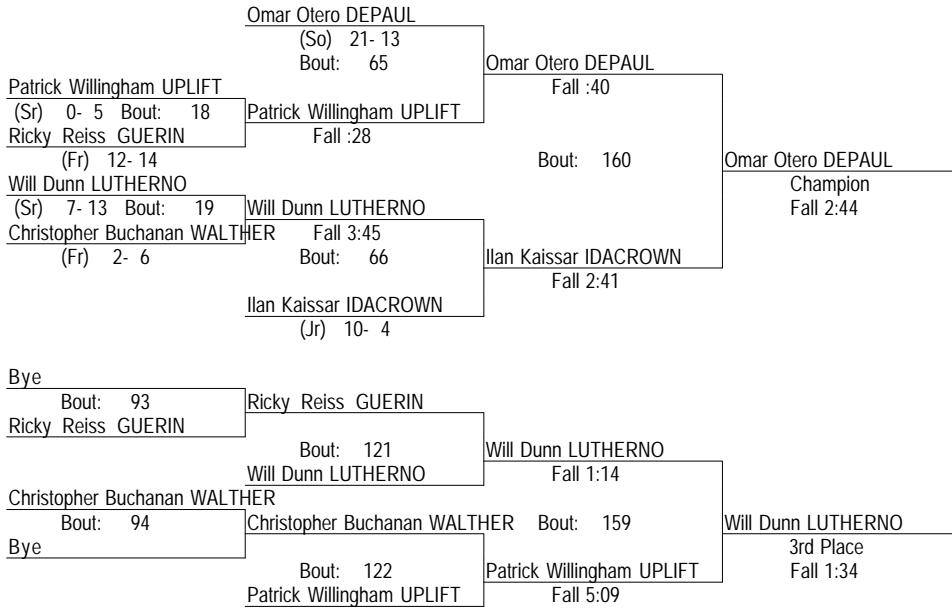 Omar Otero DEPAUL
(So) 21- 13
Bout: 65
Omar Otero DEPAUL
Patrick Willingham UPLIFT
Fall :40
(Sr) 0- 5 Bout: 18
Patrick Willingham UPLIFT
Ricky Reiss GUERIN
Fall :28
(Fr) 12- 14
Bout: 160
Omar Otero DEPAUL
Will Dunn LUTHERNO
Champion
(Sr) 7- 13 Bout: 19
Will Dunn LUTHERNO
Fall 2:44
Christopher Buchanan WALTHER
Fall 3:45
(Fr) 2- 6
Bout: 66
Ilan Kaissar IDACROWN
Fall 2:41
Ilan Kaissar IDACROWN
(Jr) 10- 4
Bye
Bout: 93
Ricky Reiss GUERIN
Ricky Reiss GUERIN
Bout: 121
Will Dunn LUTHERNO
Will Dunn LUTHERNO
Fall 1:14
Christopher Buchanan WALTHER
Bout: 94
Christopher Buchanan WALTHER
Bout: 159
Will Dunn LUTHERNO
Bye
3rd Place
Bout: 122
Patrick Willingham UPLIFT
Fall 1:34
Patrick Willingham UPLIFT
Fall 5:09